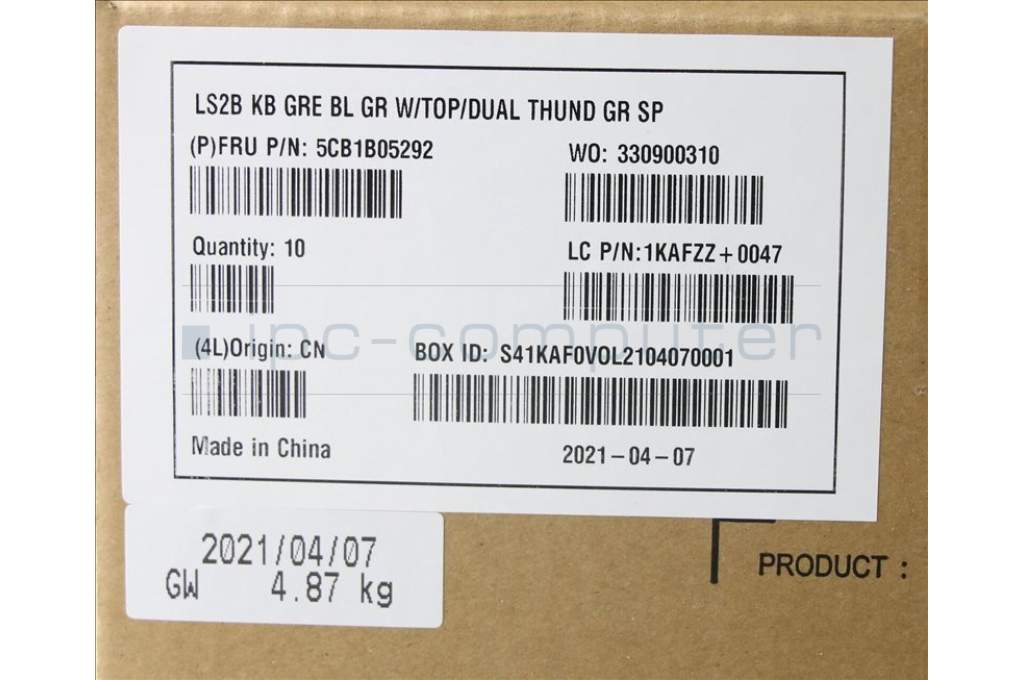 LS2B KB GRE BL GR W/TOP/DUAL THUND GR SP
(P)FRU P/N: 5CB1B05292
WO: 330900310
Quantity: 10
LC P/N:1KAFZZ+0047
ipc-computer
(4L)Origin: CN
BOX ID: S41KAF0VOL2104070001
Made in China
2021-04-07
2021/04/07
GW 4.87 kg
PRODUCT :